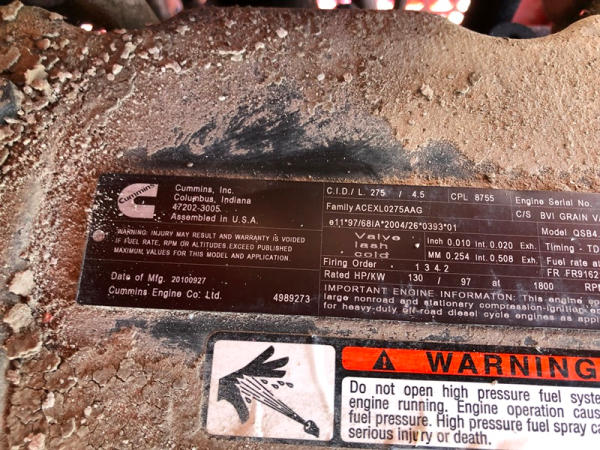 Cummins
Cummins, Inc.
Columbus, Indiana
47202-3005
Assembled in U.S.A.
WARNING: INJURY MAY RESULT AND WARRANTY IS VOIDED
IF FUEL RATE, RPM OR ALTITUDES EXCEED PUBLISHED
MAXIMUM VALUES FOR THIS MODEL AND APPLICATION.
Date of Mfg. 20100927
Cummins Engine Co. Ltd. 4989273
C.I.D./ L. 275 / 4.5 CPL 8755 Engine Serial No.
Family ACEXL0275AAG C/S BVI GRAIN VA
e11*97/68IA*2004/26*0393*01 Model QSB4.
Valve lash cold Inch 0.010 Int. 0.020 Exh. Timing - TD
MM 0.254 Int. 0.508 Exh. Fuel rate at
Firing Order 1 3 4 2 FR FR9162
Rated HP/KW 130 / 97 at 1800 RPM
IMPORTANT ENGINE INFORMATON: This engine
large nonroad and stationary compression-ignition
for heavy-duty off-road diesel cycle engines as
WARNING
Do not open high pressure fuel
engine running. Engine operation
fuel pressure. High pressure fuel spray
serious injury or death.